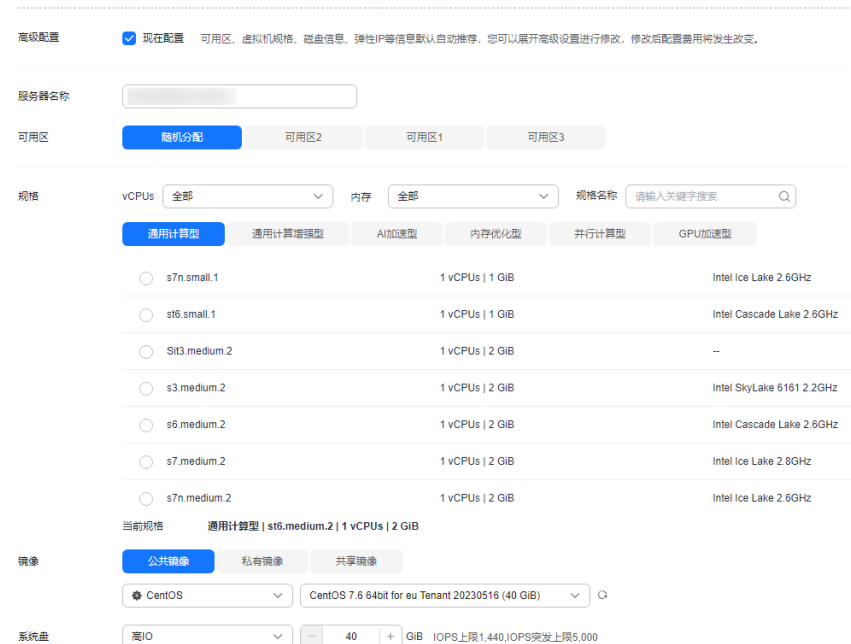 高级配置 现在配置 可用区、虚拟机规格、磁盘信息、弹性IP等信息默认自动推荐，您可以展开高级设置进行修改，修改后配置费用将发生改变。
服务器名称
可用区 随机分配 可用区2 可用区1 可用区3
规格 vCPUs 全部 内存 全部 规格名称 请输入关键字搜索
通用计算型 通用计算增强型 AI加速型 内存优化型 并行计算型 GPU加速型
s7n.small.1 1 vCPUs | 1 GiB Intel Ice Lake 2.6GHz
st6.small.1 1 vCPUs | 1 GiB Intel Cascade Lake 2.6GHz
Sit3.medium.2 1 vCPUs | 2 GiB --
s3.medium.2 1 vCPUs | 2 GiB Intel SkyLake 6161 2.2GHz
s6.medium.2 1 vCPUs | 2 GiB Intel Cascade Lake 2.6GHz
s7.medium.2 1 vCPUs | 2 GiB Intel Ice Lake 2.8GHz
s7n.medium.2 1 vCPUs | 2 GiB Intel Ice Lake 2.6GHz
当前规格 通用计算型 | st6.medium.2 | 1 vCPUs | 2 GiB
镜像 公共镜像 私有镜像 共享镜像
CentOS CentOS 7.6 64bit for eu Tenant 20230516 (40 GiB)
系统盘 高IO − 40 + GiB IOPS上限1,440,IOPS突发上限5,000